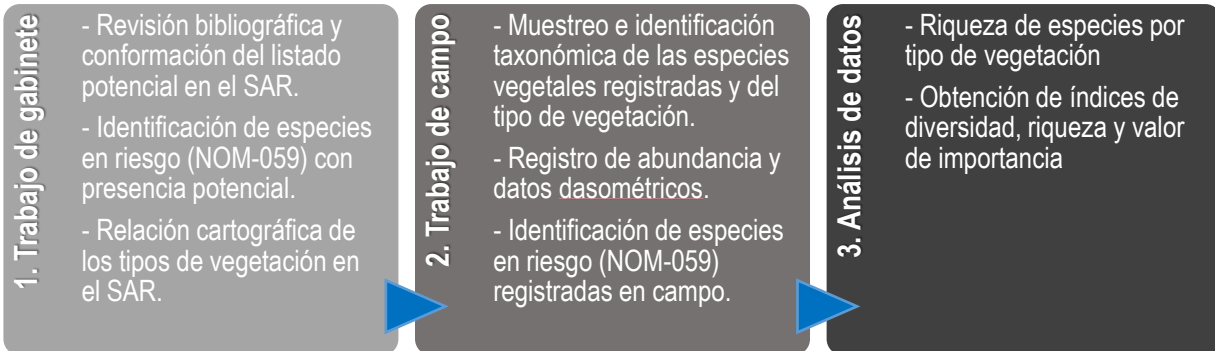 1. Trabajo de gabinete
- Revisión bibliográfica y
conformación del listado
potencial en el SAR.
- Identificación de especies
en riesgo (NOM-059) con
presencia potencial.
- Relación cartográfica de
los tipos de vegetación en
el SAR.
2. Trabajo de campo
- Muestreo e identificación
taxonómica de las especies
vegetales registradas y del
tipo de vegetación.
- Registro de abundancia y
datos dasométricos.
- Identificación de especies
en riesgo (NOM-059)
registradas en campo.
3. Análisis de datos
- Riqueza de especies por
tipo de vegetación
- Obtención de índices de
diversidad, riqueza y valor
de importancia